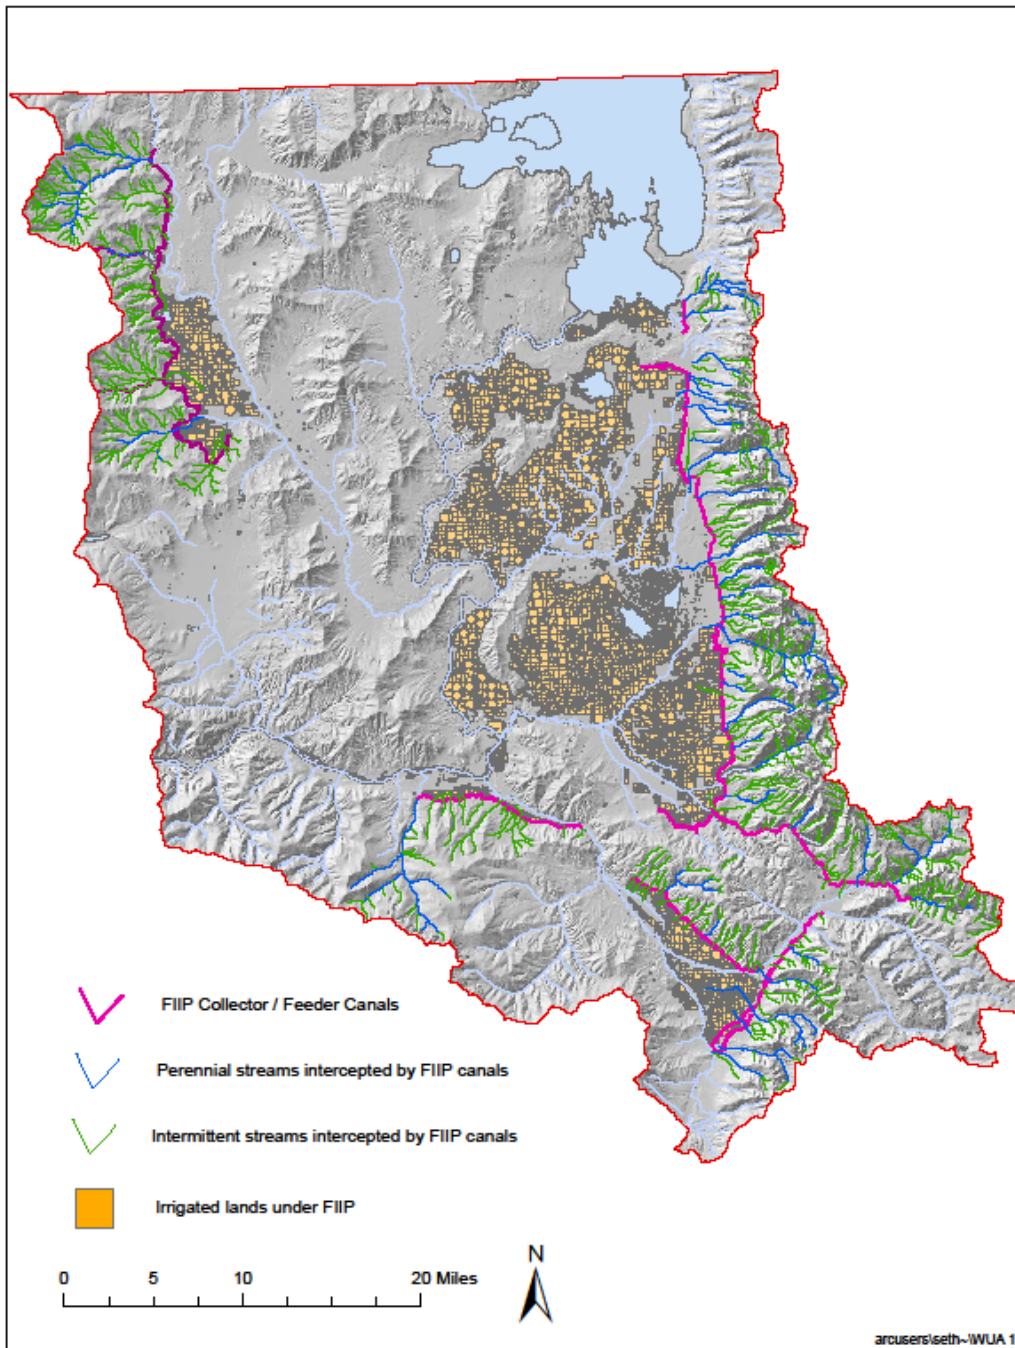 FIIP Collector / Feeder Canals
Perennial streams intercepted by FIIP canals
Intermittent streams intercepted by FIIP canals
Irrigated lands under FIIP
0 5 10 20 Miles
N
arcusers\seth~\WUA 1